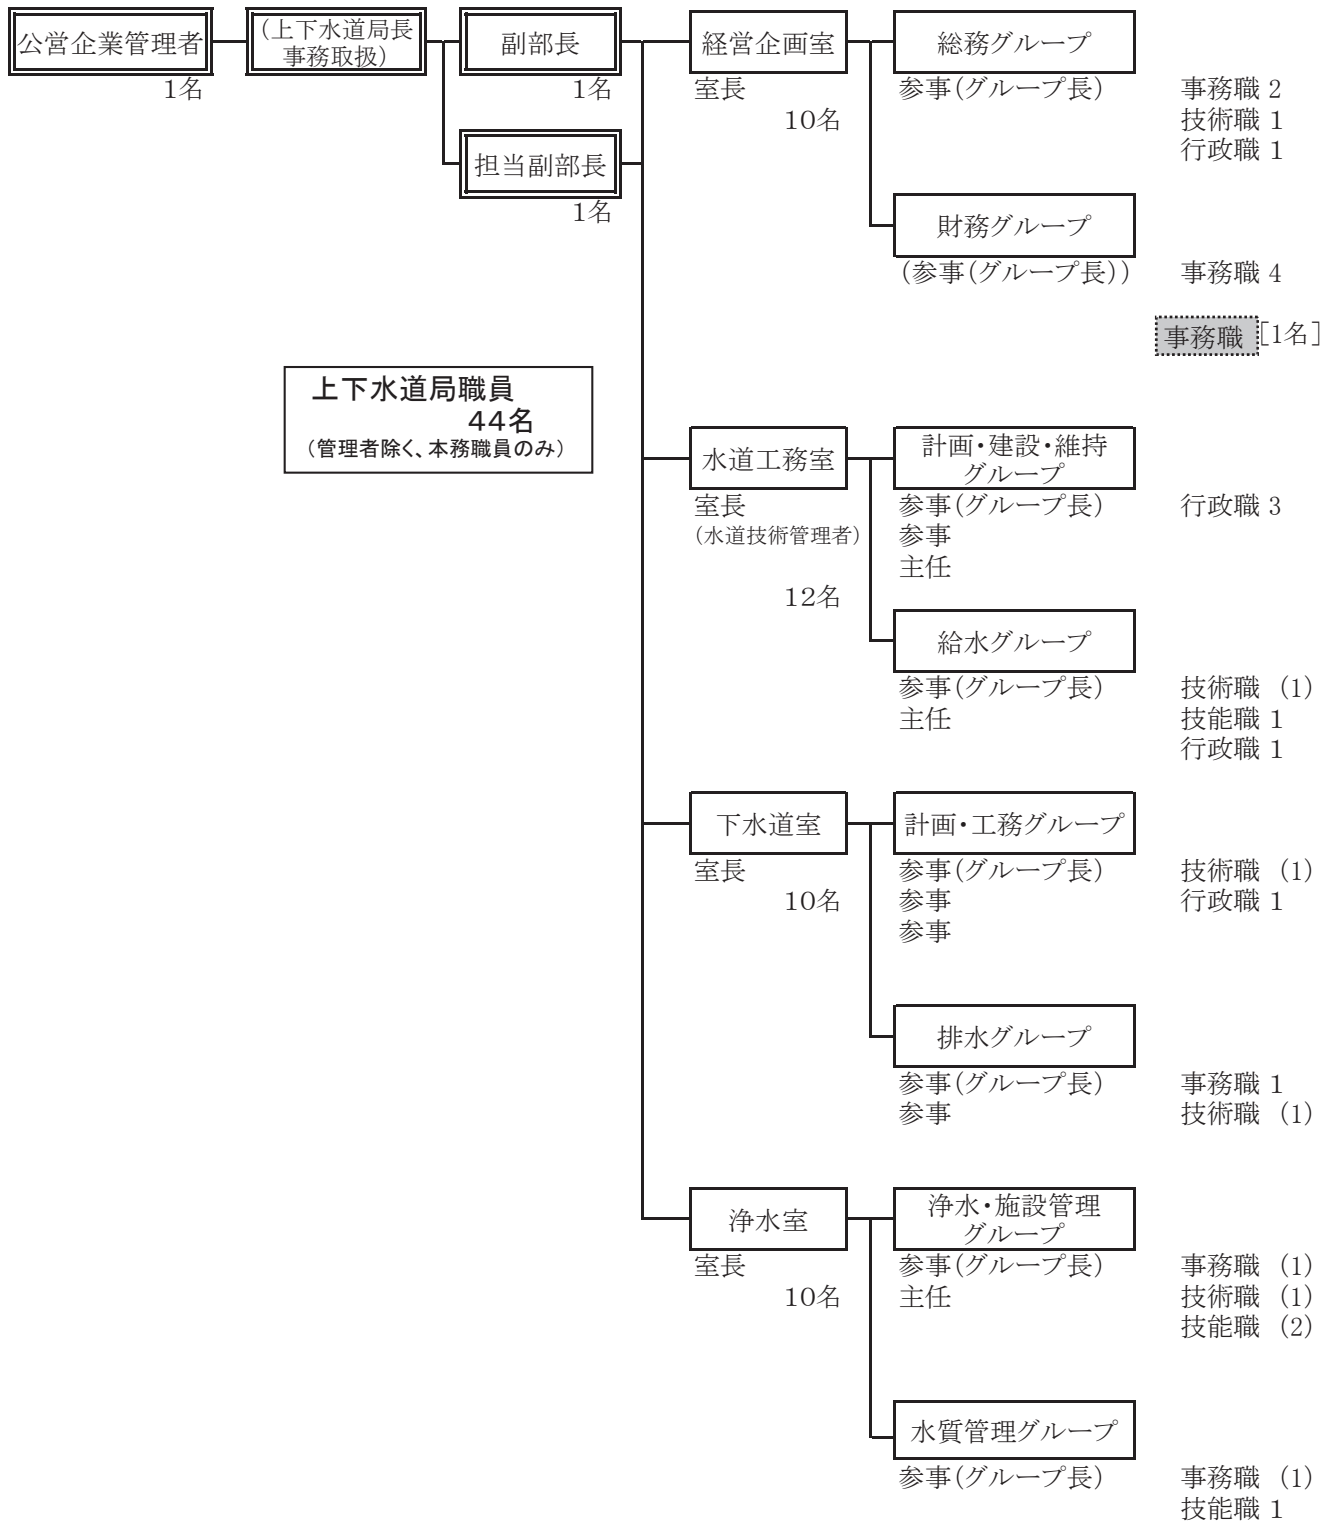 公営企業管理者
1名
(上下水道局長
事務取扱)
副部長
1名
担当副部長
1名
上下水道局職員
44名
(管理者除く、本務職員のみ)
経営企画室
室長
10名
総務グループ
参事(グループ長)
事務職 2
技術職 1
行政職 1
財務グループ
(参事(グループ長))
事務職 4
事務職 [1名]
水道工務室
室長
(水道技術管理者)
12名
計画・建設・維持
グループ
参事(グループ長)
参事
主任
行政職 3
給水グループ
参事(グループ長)
主任
技術職 (1)
技能職 1
行政職 1
下水道室
室長
10名
計画・工務グループ
参事(グループ長)
参事
参事
技術職 (1)
行政職 1
排水グループ
参事(グループ長)
参事
事務職 1
技術職 (1)
浄水室
室長
10名
浄水・施設管理
グループ
参事(グループ長)
主任
事務職 (1)
技術職 (1)
技能職 (2)
水質管理グループ
参事(グループ長)
事務職 (1)
技能職 1